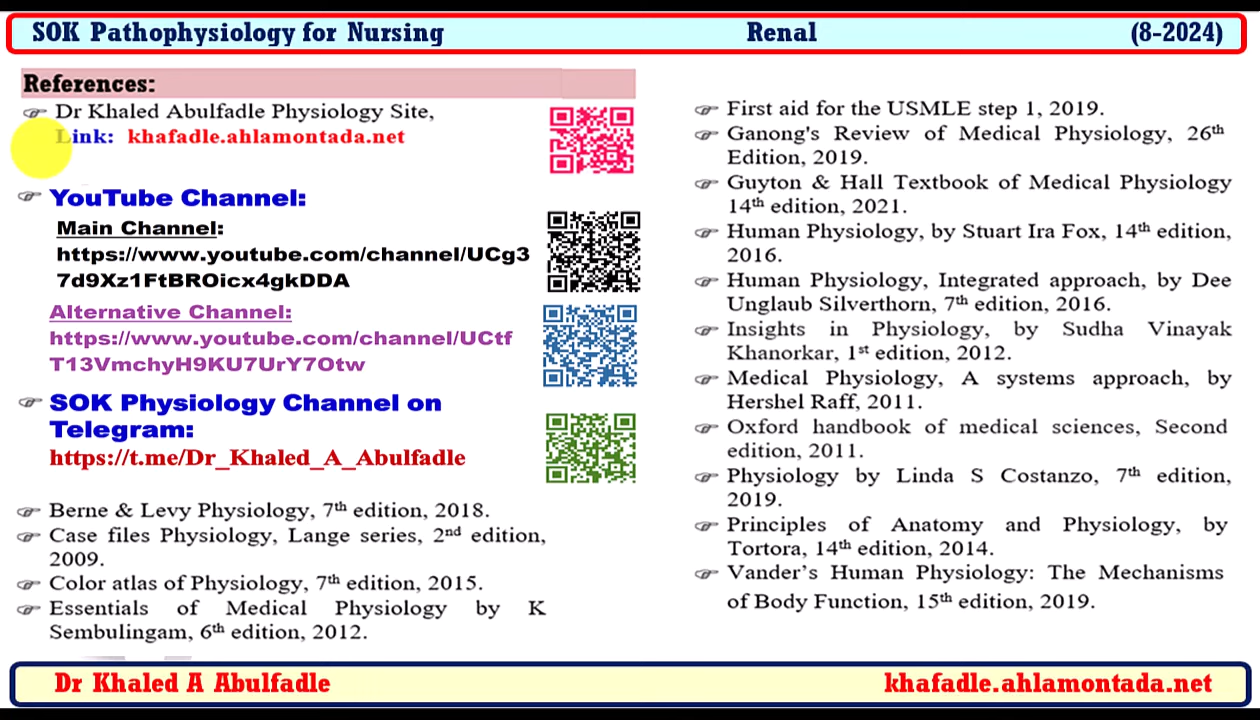 SOK Pathophysiology for Nursing Renal (8-2024)
References:
☞ Dr Khaled Abulfadle Physiology Site,
Link: khafadle.ahlamontada.net
☞ YouTube Channel:
Main Channel:
https://www.youtube.com/channel/UCg3
7d9Xz1FtBROicx4gkDDA
Alternative Channel:
https://www.youtube.com/channel/UCtf
T13VmchyH9KU7UrY7Otw
☞ SOK Physiology Channel on
Telegram:
https://t.me/Dr_Khaled_A_Abulfadle
☞ Berne & Levy Physiology, 7th edition, 2018.
☞ Case files Physiology, Lange series, 2nd edition,
2009.
☞ Color atlas of Physiology, 7th edition, 2015.
☞ Essentials of Medical Physiology by K
Sembulingam, 6th edition, 2012.
☞ First aid for the USMLE step 1, 2019.
☞ Ganong's Review of Medical Physiology, 26th
Edition, 2019.
☞ Guyton & Hall Textbook of Medical Physiology
14th edition, 2021.
☞ Human Physiology, by Stuart Ira Fox, 14th edition,
2016.
☞ Human Physiology, Integrated approach, by Dee
Unglaub Silverthorn, 7th edition, 2016.
☞ Insights in Physiology, by Sudha Vinayak
Khanorkar, 1st edition, 2012.
☞ Medical Physiology, A systems approach, by
Hershel Raff, 2011.
☞ Oxford handbook of medical sciences, Second
edition, 2011.
☞ Physiology by Linda S Costanzo, 7th edition,
2019.
☞ Principles of Anatomy and Physiology, by
Tortora, 14th edition, 2014.
☞ Vander’s Human Physiology: The Mechanisms
of Body Function, 15th edition, 2019.
Dr Khaled A Abulfadle khafadle.ahlamontada.net